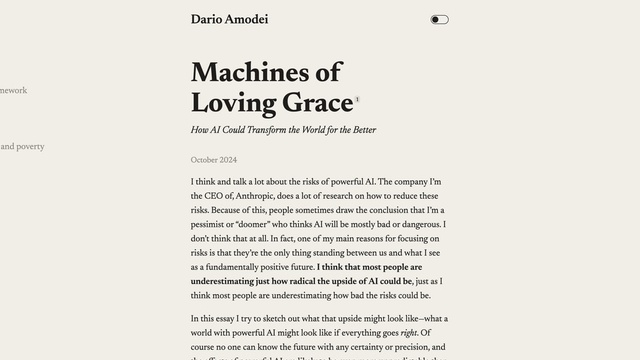 Dario Amodei
mework
and poverty
Machines of
Loving Grace1
How AI Could Transform the World for the Better
October 2024
I think and talk a lot about the risks of powerful AI. The company I'm
the CEO of, Anthropic, does a lot of research on how to reduce these
risks. Because of this, people sometimes draw the conclusion that I'm a
pessimist or “doomer” who thinks AI will be mostly bad or dangerous. I
don't think that at all. In fact, one of my main reasons for focusing on
risks is that they're the only thing standing between us and what I see
as a fundamentally positive future. I think that most people are
underestimating just how radical the upside of AI could be, just as I
think most people are underestimating how bad the risks could be.
In this essay I try to sketch out what that upside might look like—what a
world with powerful AI might look like if everything goes right. Of
course no one can know the future with any certainty or precision, and